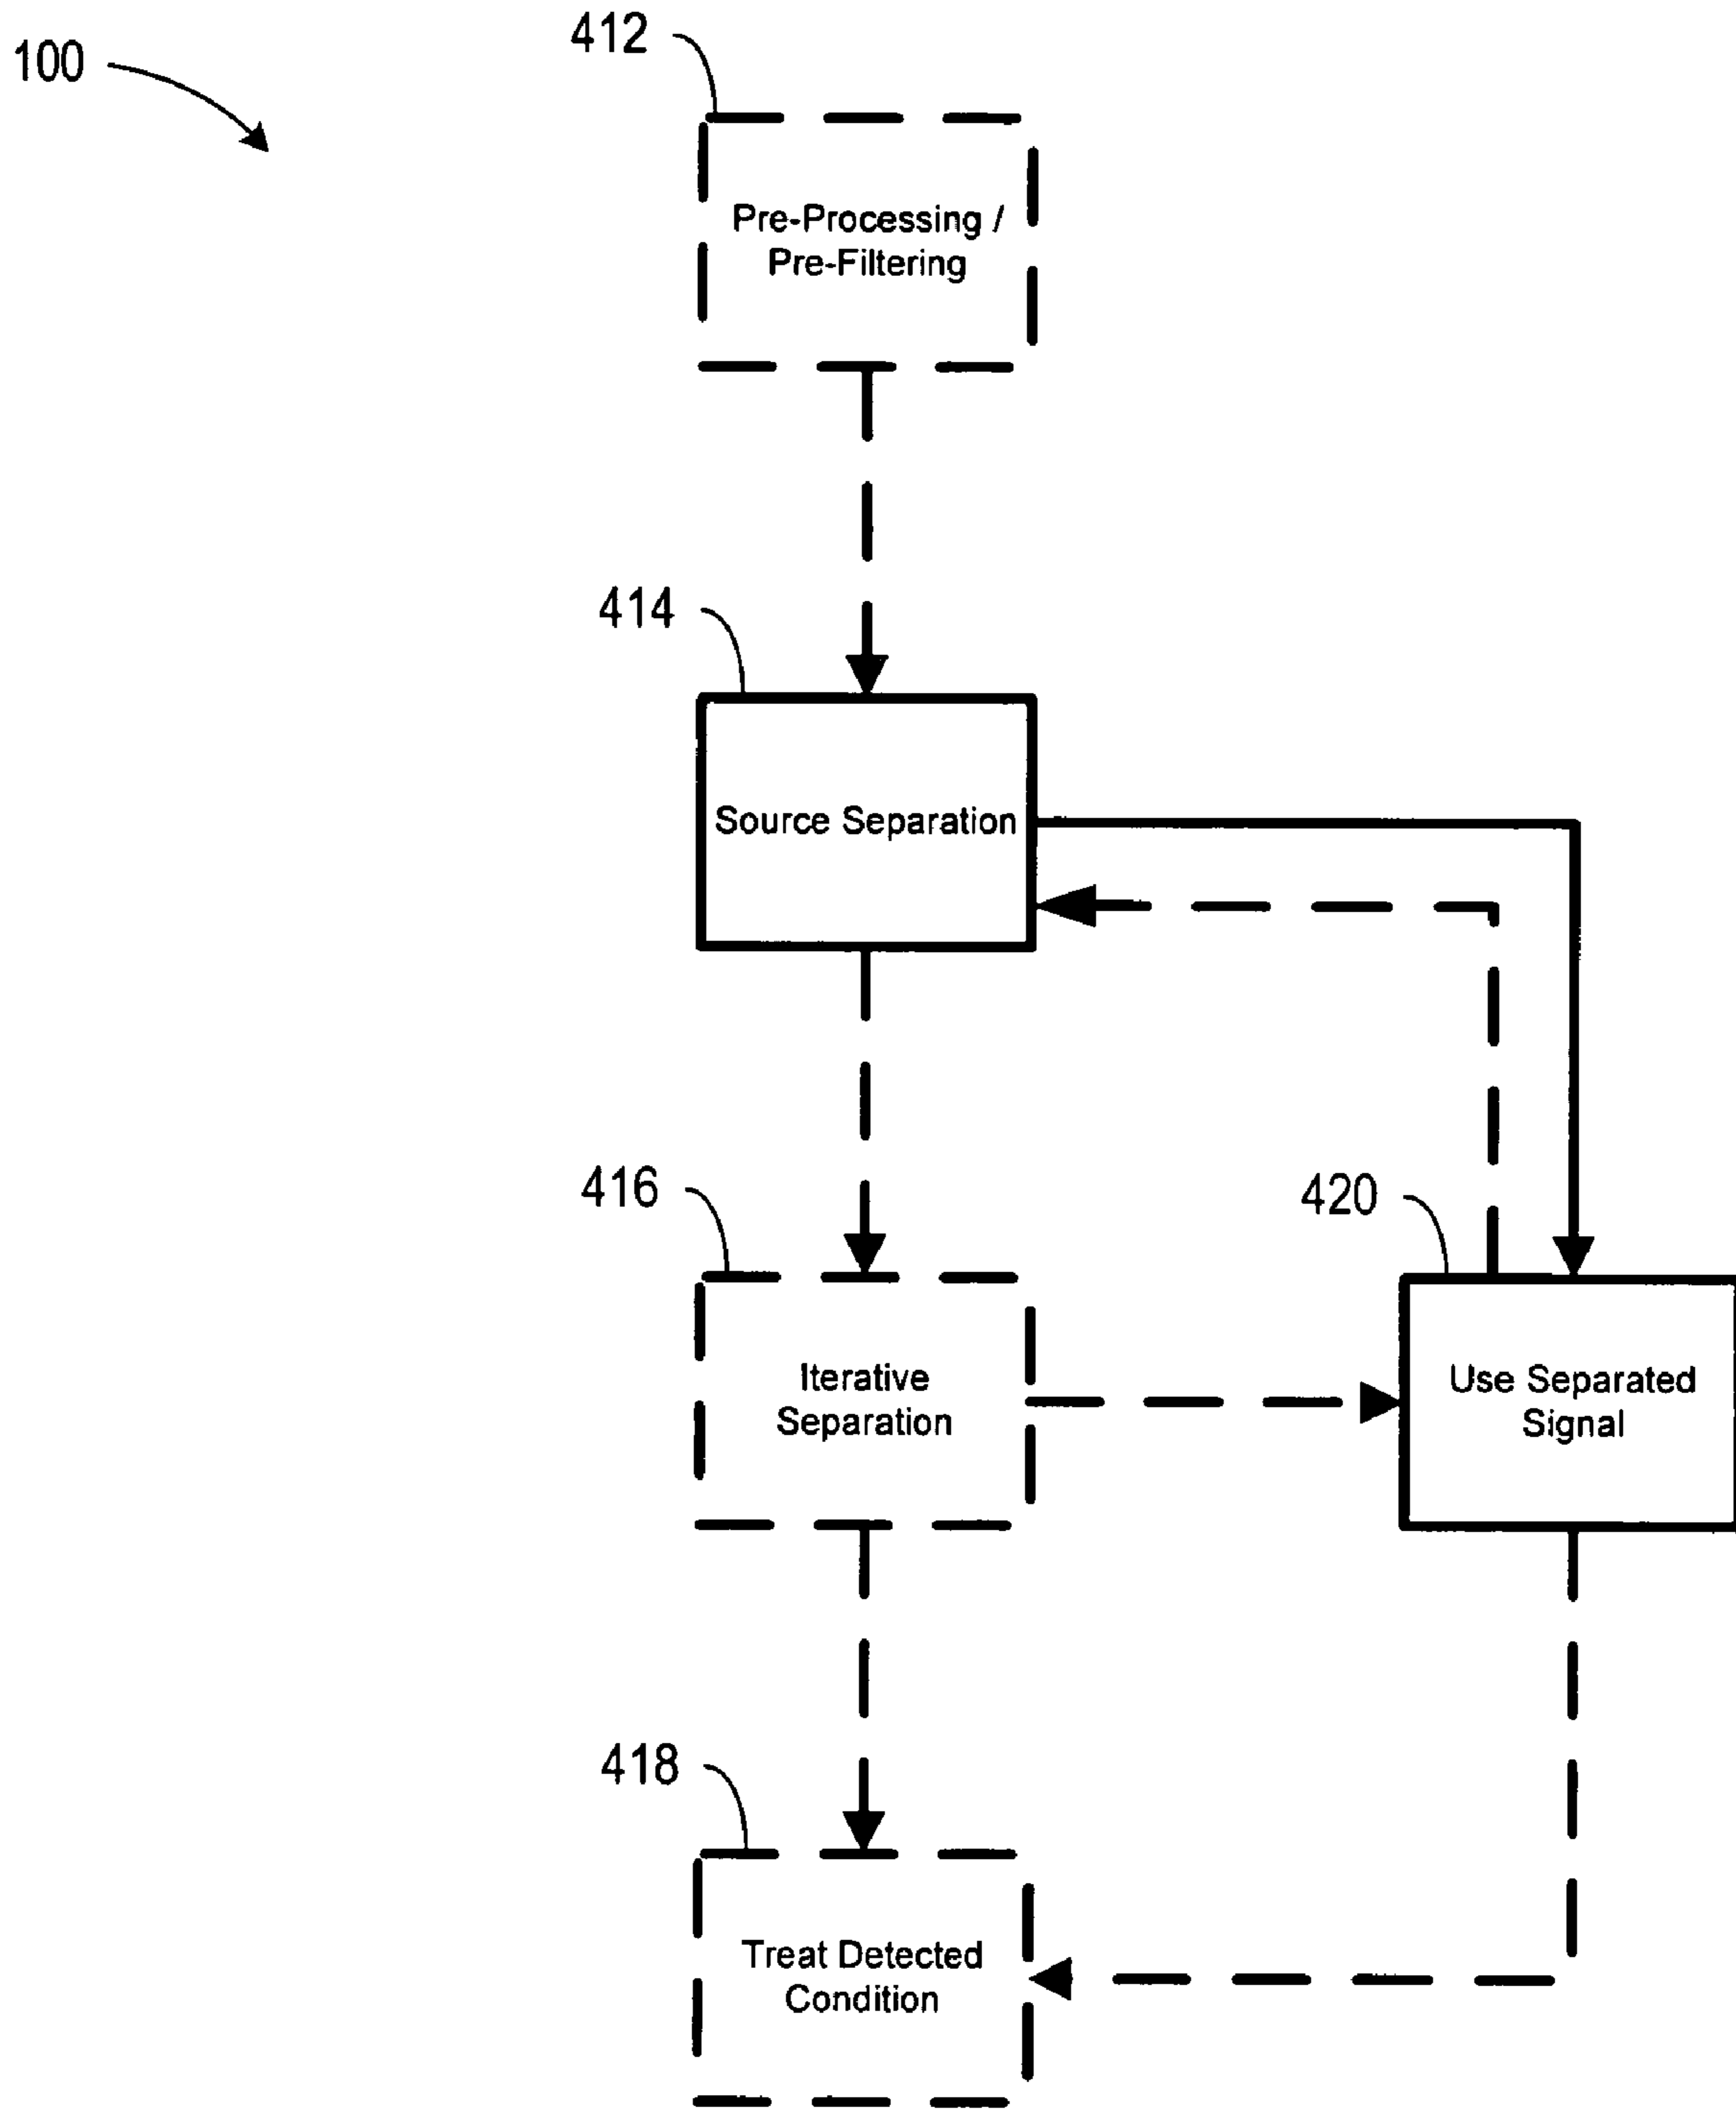 100
412
Pre-Processing /
Pre-Filtering
414
Source Separation
416
Iterative
Separation
420
Use Separated
Signal
418
Treat Detected
Condition